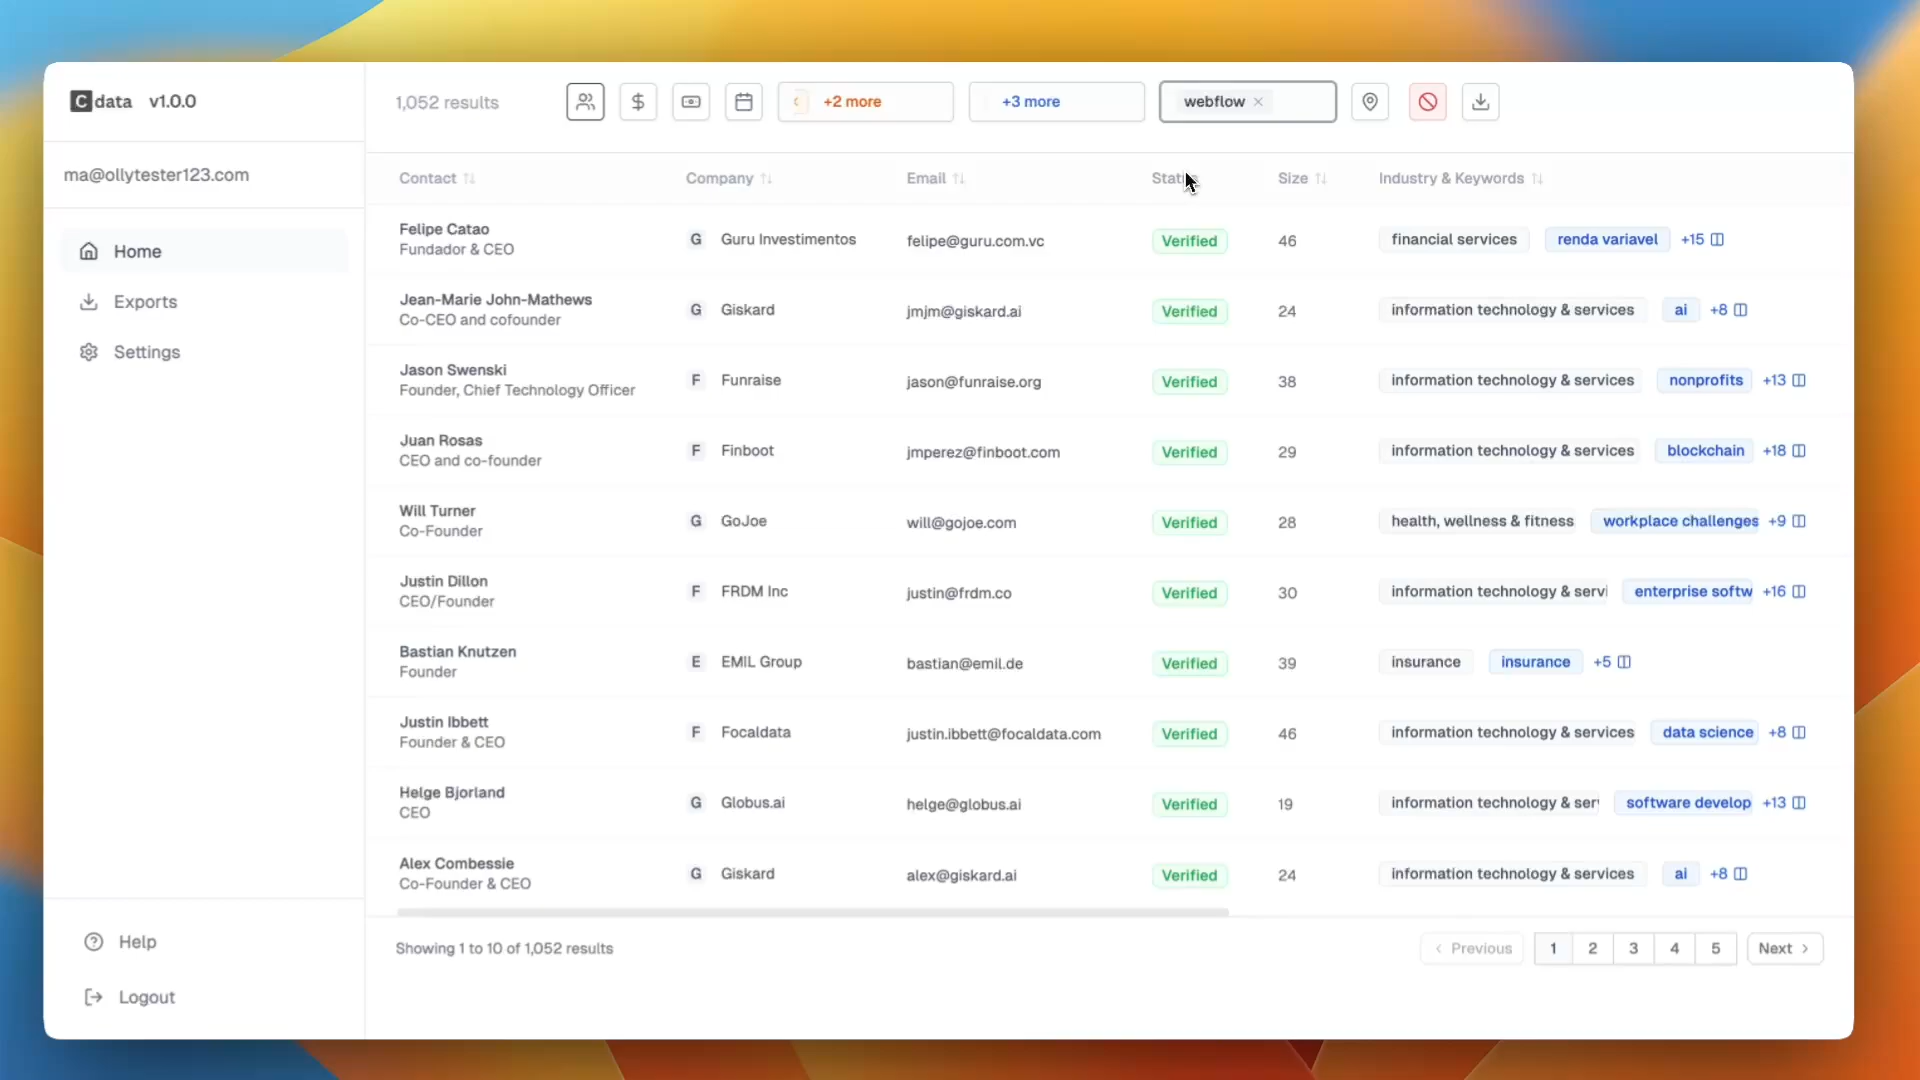 C data v1.0.0
1,052 results
+2 more
+3 more
webflow
ma@ollytester123.com
Home
Exports
Settings
Help
Logout
Contact Company Email Status Size Industry & Keywords
Felipe Catao
Fundador & CEO
G Guru Investimentos felipe@guru.com.vc Verified 46 financial services renda variavel +15
Jean-Marie John-Mathews
Co-CEO and cofounder
G Giskard jmjm@giskard.ai Verified 24 information technology & services ai +8
Jason Swenski
Founder, Chief Technology Officer
F Funraise jason@funraise.org Verified 38 information technology & services nonprofits +13
Juan Rosas
CEO and co-founder
F Finboot jmperez@finboot.com Verified 29 information technology & services blockchain +18
Will Turner
Co-Founder
G GoJoe will@gojoe.com Verified 28 health, wellness & fitness workplace challenges +9
Justin Dillon
CEO/Founder
F FRDM Inc justin@frdm.co Verified 30 information technology & servi enterprise softw +16
Bastian Knutzen
Founder
E EMIL Group bastian@emil.de Verified 39 insurance insurance +5
Justin Ibbett
Founder & CEO
F Focaldata justin.ibbett@focaldata.com Verified 46 information technology & services data science +8
Helge Bjorland
CEO
G Globus.ai helge@globus.ai Verified 19 information technology & ser software develop +13
Alex Combessie
Co-Founder & CEO
G Giskard alex@giskard.ai Verified 24 information technology & services ai +8
Showing 1 to 10 of 1,052 results
Previous 1 2 3 4 5 Next